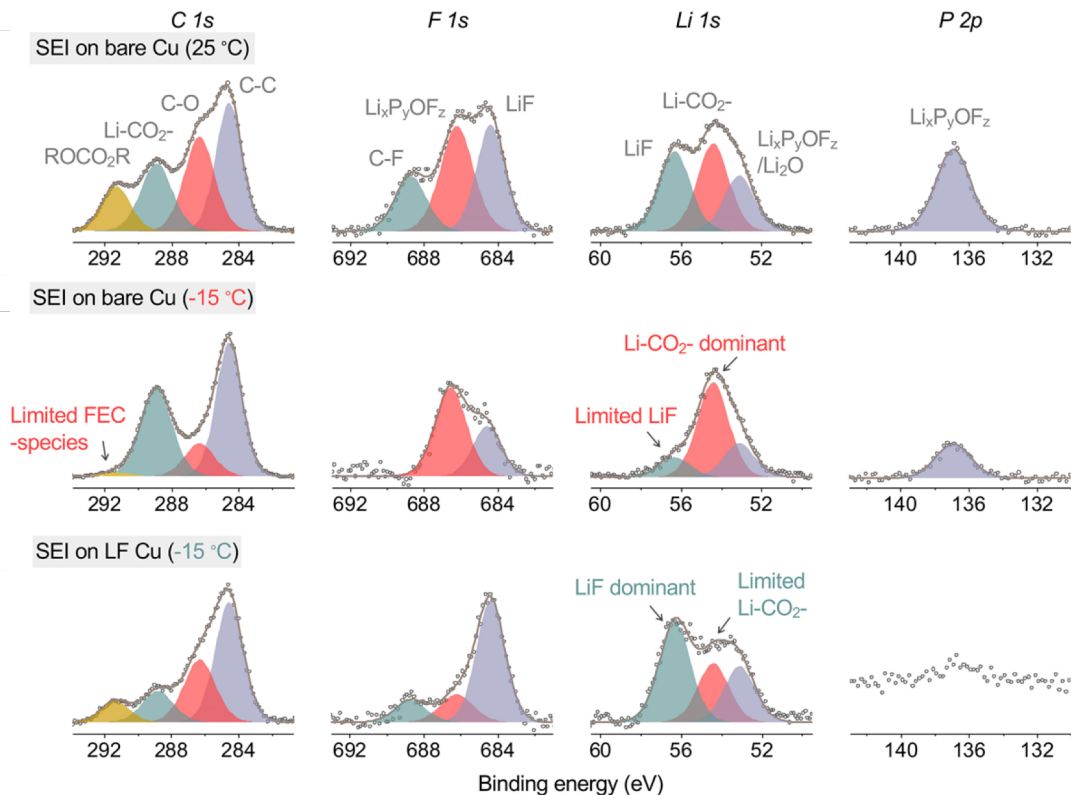 C 1s
F 1s
Li 1s
P 2p
SEI on bare Cu (25 °C)
C-C
C-O
Li-CO₂-
ROCO₂R
LiₓPᵧOF_z
LiF
C-F
Li-CO₂-
LiF
LiₓPᵧOF_z
/Li₂O
LiₓPᵧOF_z
292 288 284
692 688 684
60 56 52
140 136 132
SEI on bare Cu (-15 °C)
Limited FEC
-species
Li-CO₂- dominant
Limited LiF
292 288 284
692 688 684
60 56 52
140 136 132
SEI on LF Cu (-15 °C)
LiF dominant
Limited
Li-CO₂-
292 288 284
692 688 684
60 56 52
140 136 132
Binding energy (eV)